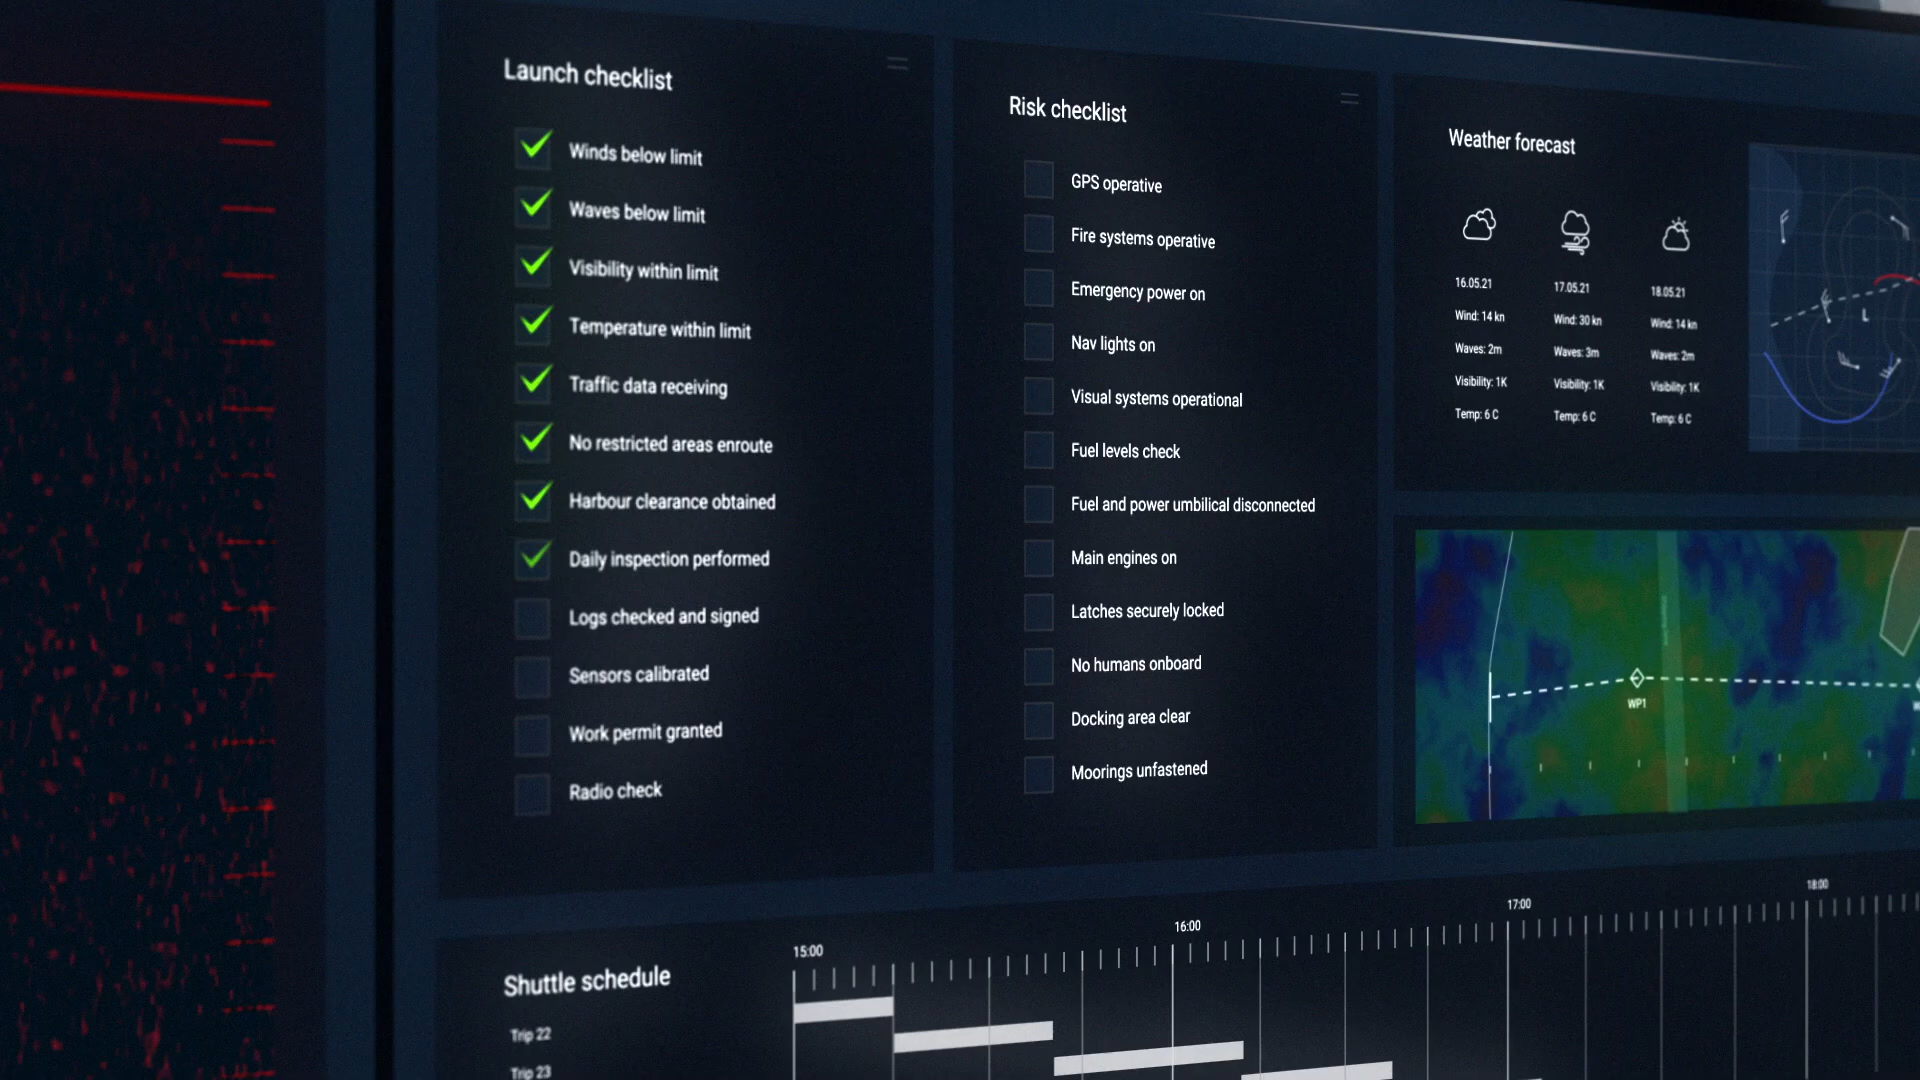 Launch checklist
Winds below limit
Waves below limit
Visibility within limit
Temperature within limit
Traffic data receiving
No restricted areas enroute
Harbour clearance obtained
Daily inspection performed
Logs checked and signed
Sensors calibrated
Work permit granted
Radio check
Risk checklist
GPS operative
Fire systems operative
Emergency power on
Nav lights on
Visual systems operational
Fuel levels check
Fuel and power umbilical disconnected
Main engines on
Latches securely locked
No humans onboard
Docking area clear
Moorings unfastened
Weather forecast
16.05.21
Wind: 14 kn
Waves: 2m
Visibility: 1K
Temp: 6 C
17.05.21
Wind: 30 kn
Waves: 3m
Visibility: 1K
Temp: 6 C
18.05.21
Wind: 14 kn
Waves: 2m
Visibility: 1K
Temp: 6 C
L
WP1
Shuttle schedule
15:00 16:00 17:00 18:00
Trip 22
Trip 23